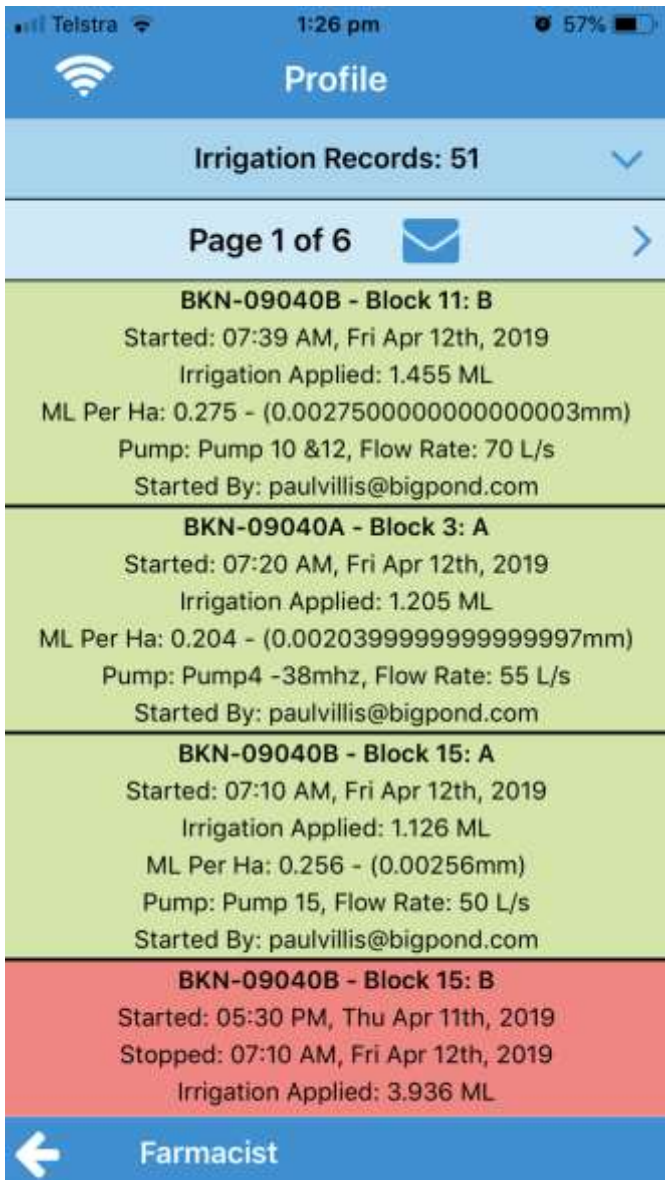 Telstra 1:26 pm 57%
Profile
Irrigation Records: 51
Page 1 of 6
BKN-09040B - Block 11: B
Started: 07:39 AM, Fri Apr 12th, 2019
Irrigation Applied: 1.455 ML
ML Per Ha: 0.275 - (0.0027500000000000003mm)
Pump: Pump 10 &12, Flow Rate: 70 L/s
Started By: paulvillis@bigpond.com
BKN-09040A - Block 3: A
Started: 07:20 AM, Fri Apr 12th, 2019
Irrigation Applied: 1.205 ML
ML Per Ha: 0.204 - (0.0020399999999999997mm)
Pump: Pump4 -38mhz, Flow Rate: 55 L/s
Started By: paulvillis@bigpond.com
BKN-09040B - Block 15: A
Started: 07:10 AM, Fri Apr 12th, 2019
Irrigation Applied: 1.126 ML
ML Per Ha: 0.256 - (0.00256mm)
Pump: Pump 15, Flow Rate: 50 L/s
Started By: paulvillis@bigpond.com
BKN-09040B - Block 15: B
Started: 05:30 PM, Thu Apr 11th, 2019
Stopped: 07:10 AM, Fri Apr 12th, 2019
Irrigation Applied: 3.936 ML
Farmacist